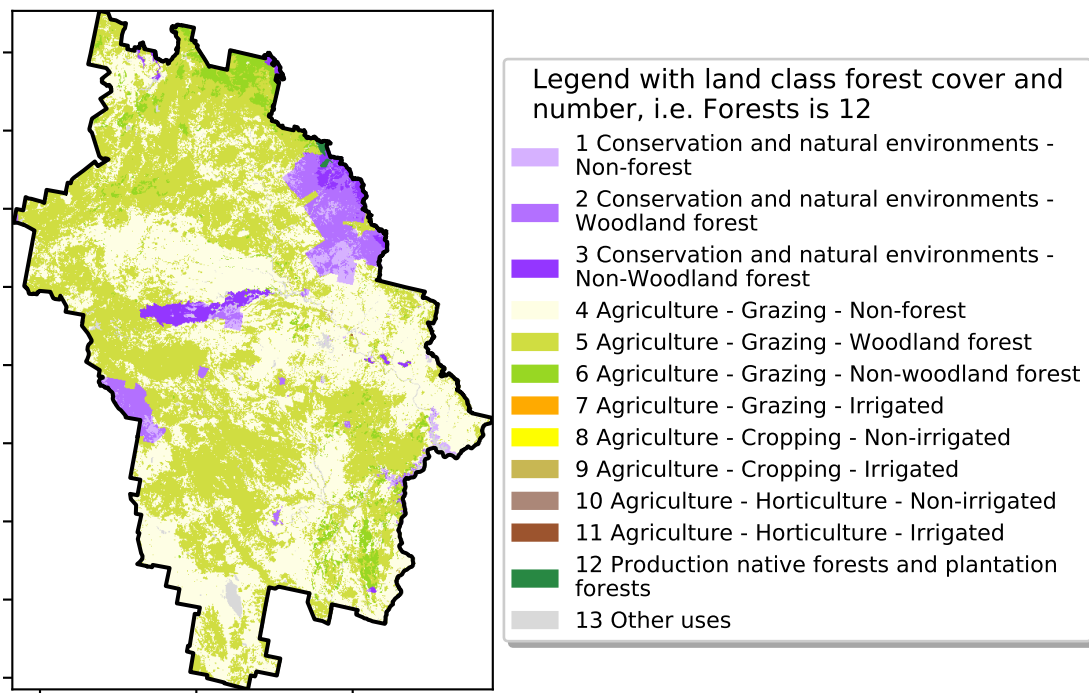 Legend with land class forest cover and
number, i.e. Forests is 12
1 Conservation and natural environments -
Non-forest
2 Conservation and natural environments -
Woodland forest
3 Conservation and natural environments -
Non-Woodland forest
4 Agriculture - Grazing - Non-forest
5 Agriculture - Grazing - Woodland forest
6 Agriculture - Grazing - Non-woodland forest
7 Agriculture - Grazing - Irrigated
8 Agriculture - Cropping - Non-irrigated
9 Agriculture - Cropping - Irrigated
10 Agriculture - Horticulture - Non-irrigated
11 Agriculture - Horticulture - Irrigated
12 Production native forests and plantation
forests
13 Other uses